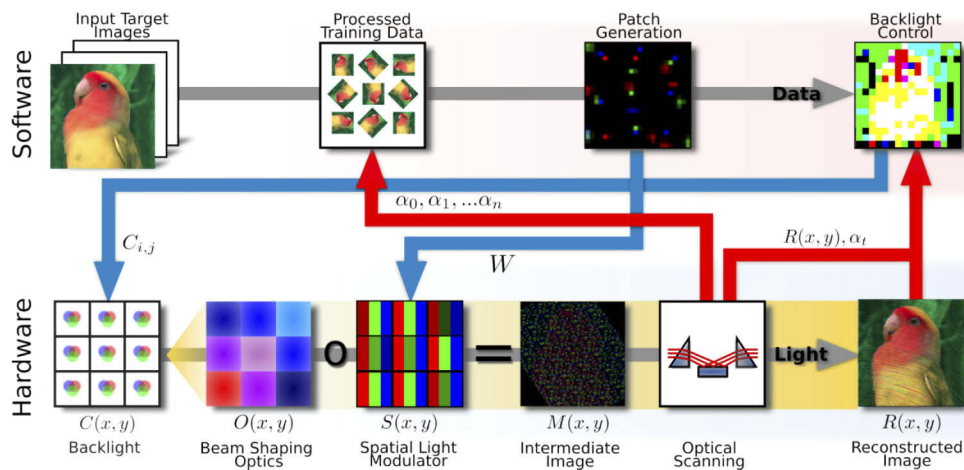 Input Target
Images
Processed
Training Data
Patch
Generation
Backlight
Control
Software
Data
α₀, α₁, ...αₙ
R(x, y), αₜ
Cᵢ,ⱼ
W
Hardware
O
=
Light
C(x, y)
O(x, y)
S(x, y)
M(x, y)
R(x, y)
Backlight
Beam Shaping
Optics
Spatial Light
Modulator
Intermediate
Image
Optical
Scanning
Reconstructed
Image